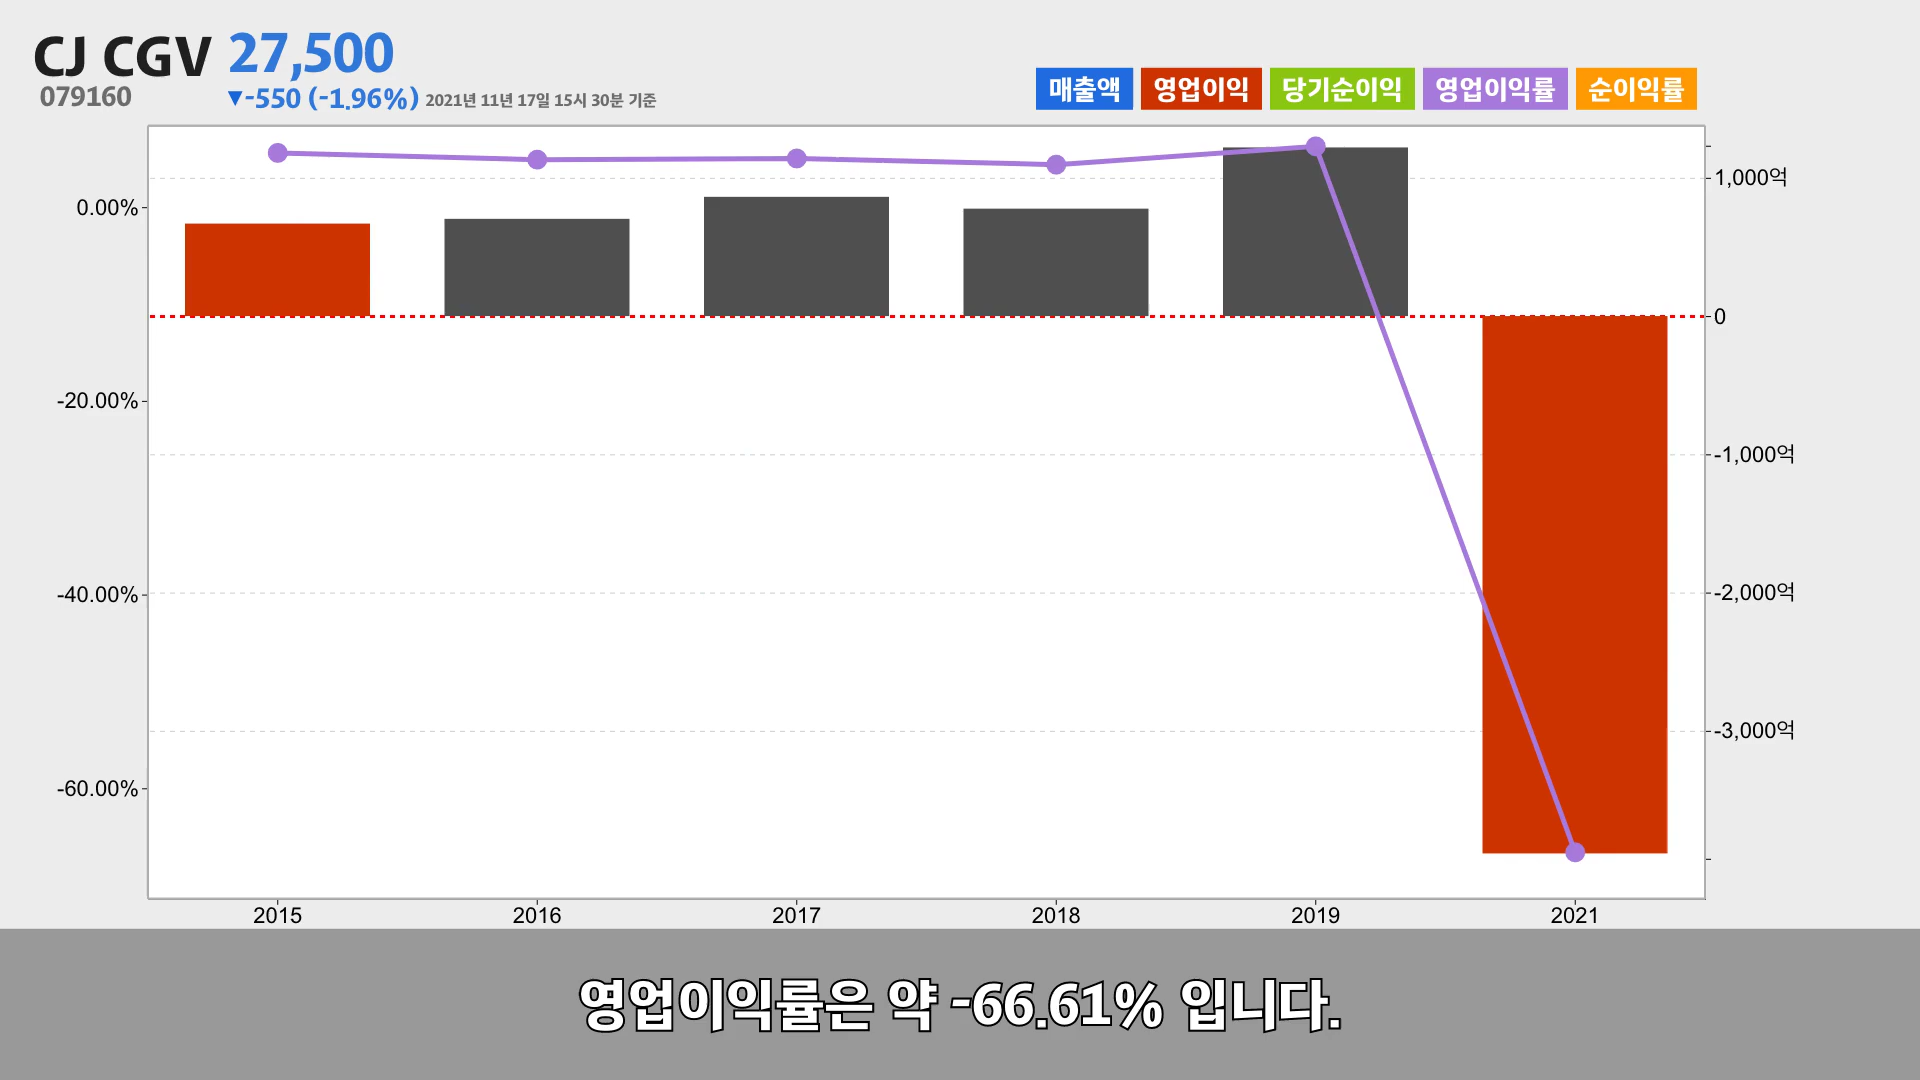 CJ CGV 27,500
079160 ▼-550 (-1.96%) 2021년 11년 17일 15시 30분 기준
매출액 영업이익 당기순이익 영업이익률 순이익률
0.00%
-20.00%
-40.00%
-60.00%
1,000억
0
-1,000억
-2,000억
-3,000억
2015 2016 2017 2018 2019 2021
영업이익률은 약 -66.61% 입니다.